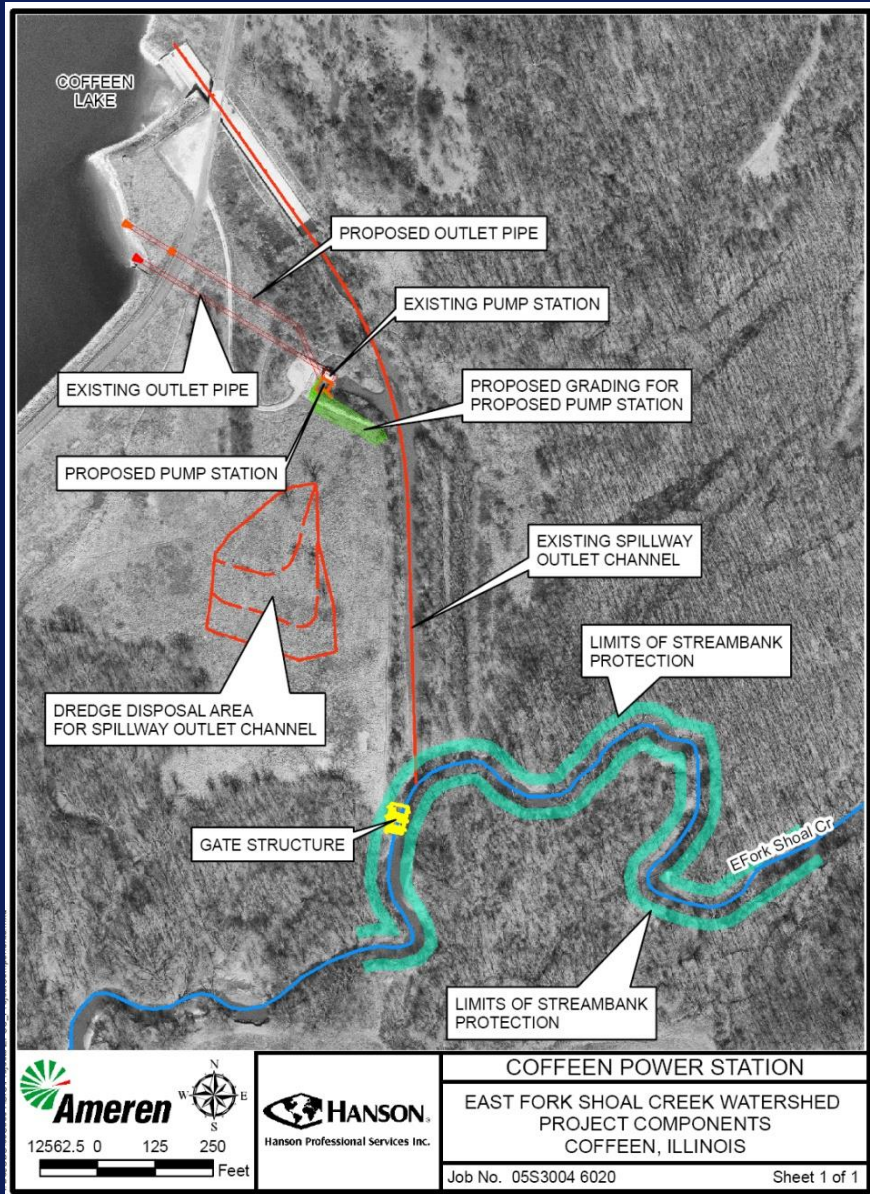 COFFEEN
LAKE
PROPOSED OUTLET PIPE
EXISTING PUMP STATION
EXISTING OUTLET PIPE
PROPOSED GRADING FOR
PROPOSED PUMP STATION
PROPOSED PUMP STATION
EXISTING SPILLWAY
OUTLET CHANNEL
LIMITS OF STREAMBANK
PROTECTION
DREDGE DISPOSAL AREA
FOR SPILLWAY OUTLET CHANNEL
GATE STRUCTURE
EFork Shoal Cr
LIMITS OF STREAMBANK
PROTECTION
Ameren
N
W E
S
12562.5 0 125 250
Feet
HANSON
Hanson Professional Services Inc.
COFFEEN POWER STATION
EAST FORK SHOAL CREEK WATERSHED
PROJECT COMPONENTS
COFFEEN, ILLINOIS
Job No. 05S3004 6020 Sheet 1 of 1